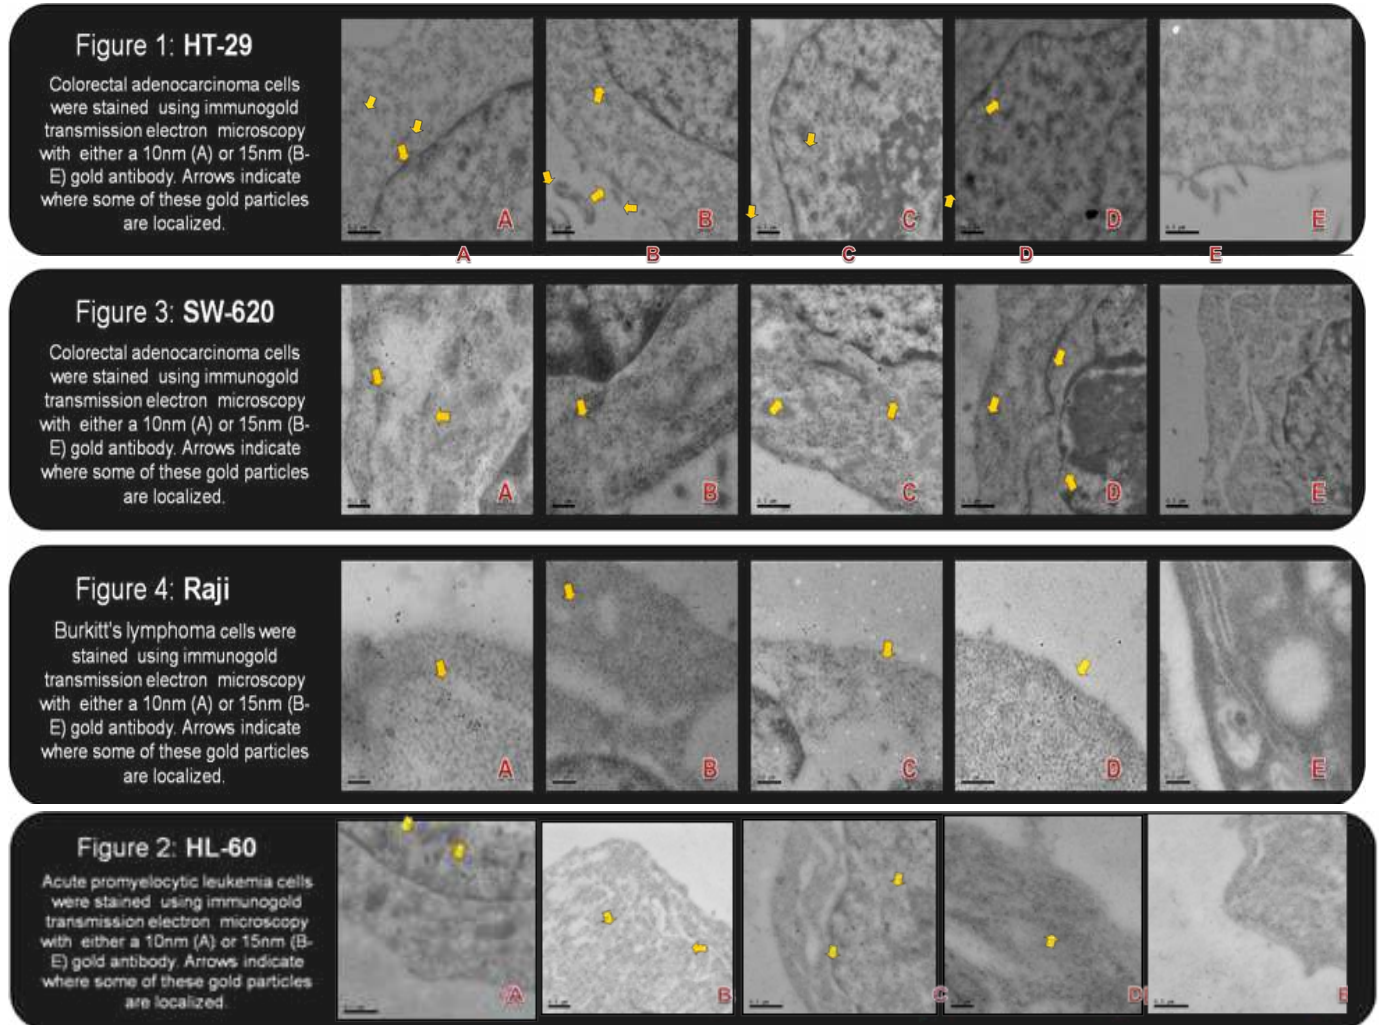 Figure 1: HT-29
Colorectal adenocarcinoma cells
were stained using immunogold
transmission electron microscopy
with either a 10nm (A) or 15nm (B-
E) gold antibody. Arrows indicate
where some of these gold particles
are localized.
A
B
C
D
E
A
B
C
D
E
Figure 3: SW-620
Colorectal adenocarcinoma cells
were stained using immunogold
transmission electron microscopy
with either a 10nm (A) or 15nm (B-
E) gold antibody. Arrows indicate
where some of these gold particles
are localized.
A
B
C
D
E
Figure 4: Raji
Burkitt's lymphoma cells were
stained using immunogold
transmission electron microscopy
with either a 10nm (A) or 15nm (B-
E) gold antibody. Arrows indicate
where some of these gold particles
are localized.
A
B
C
D
E
Figure 2: HL-60
Acute promyelocytic leukemia cells
were stained using immunogold
transmission electron microscopy
with either a 10nm (A) or 15nm (B-
E) gold antibody. Arrows indicate
where some of these gold particles
are localized.
A
B
C
D
E